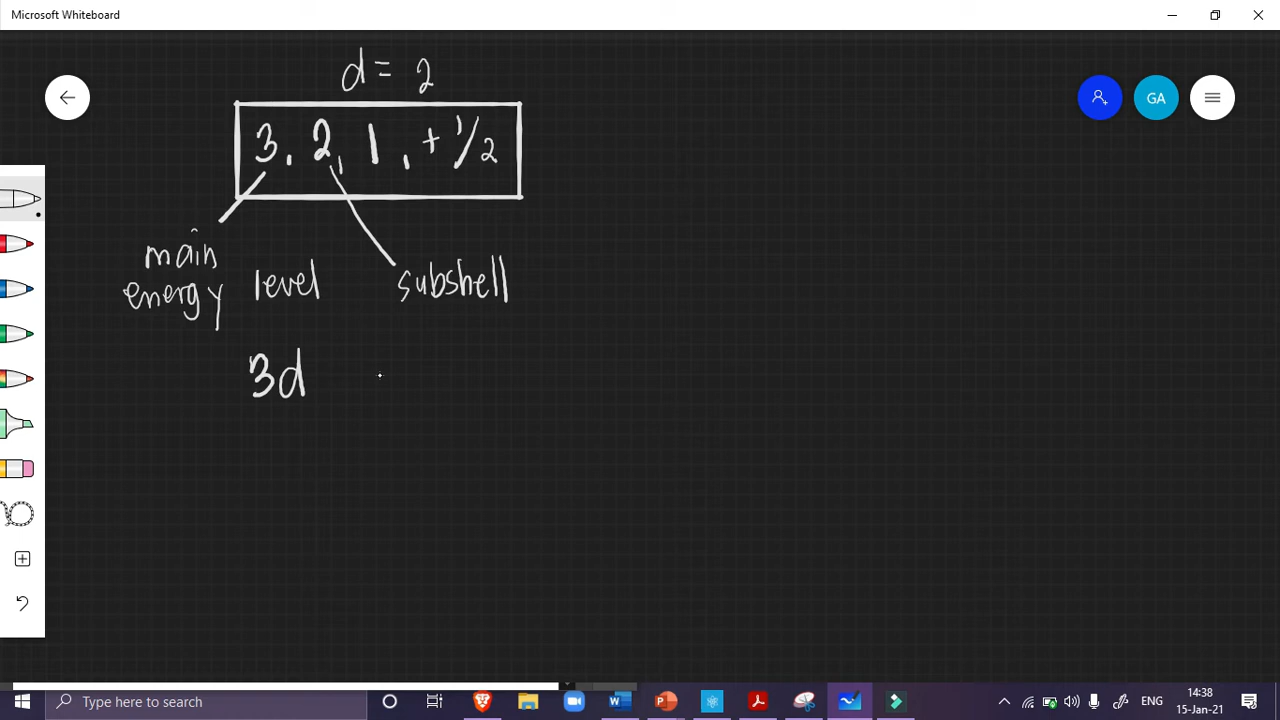 Microsoft Whiteboard
d = 2
3, 2, 1, + 1/2
GA
main
energy level
subshell
3d
Type here to search
ENG
14:38
15-Jan-21